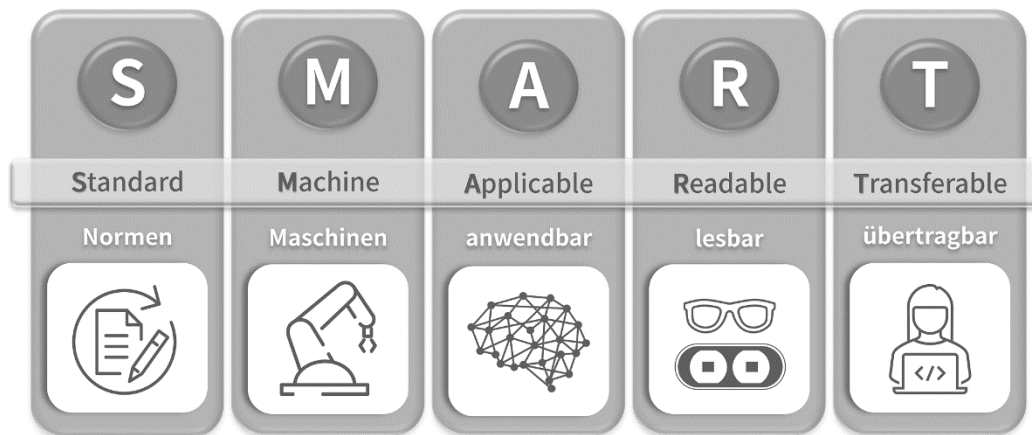 S M A R T
Standard Machine Applicable Readable Transferable
Normen Maschinen anwendbar lesbar übertragbar
</>